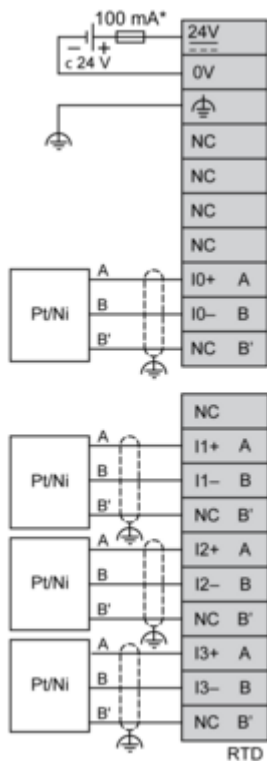 100 mA*
24V
− +
c 24 V
0V
NC
NC
NC
NC
A I0+ A
Pt/Ni B I0– B
B' NC B'
NC
A I1+ A
Pt/Ni B I1– B
B' NC B'
A I2+ A
Pt/Ni B I2– B
B' NC B'
A I3+ A
Pt/Ni B I3– B
B' NC B'
RTD